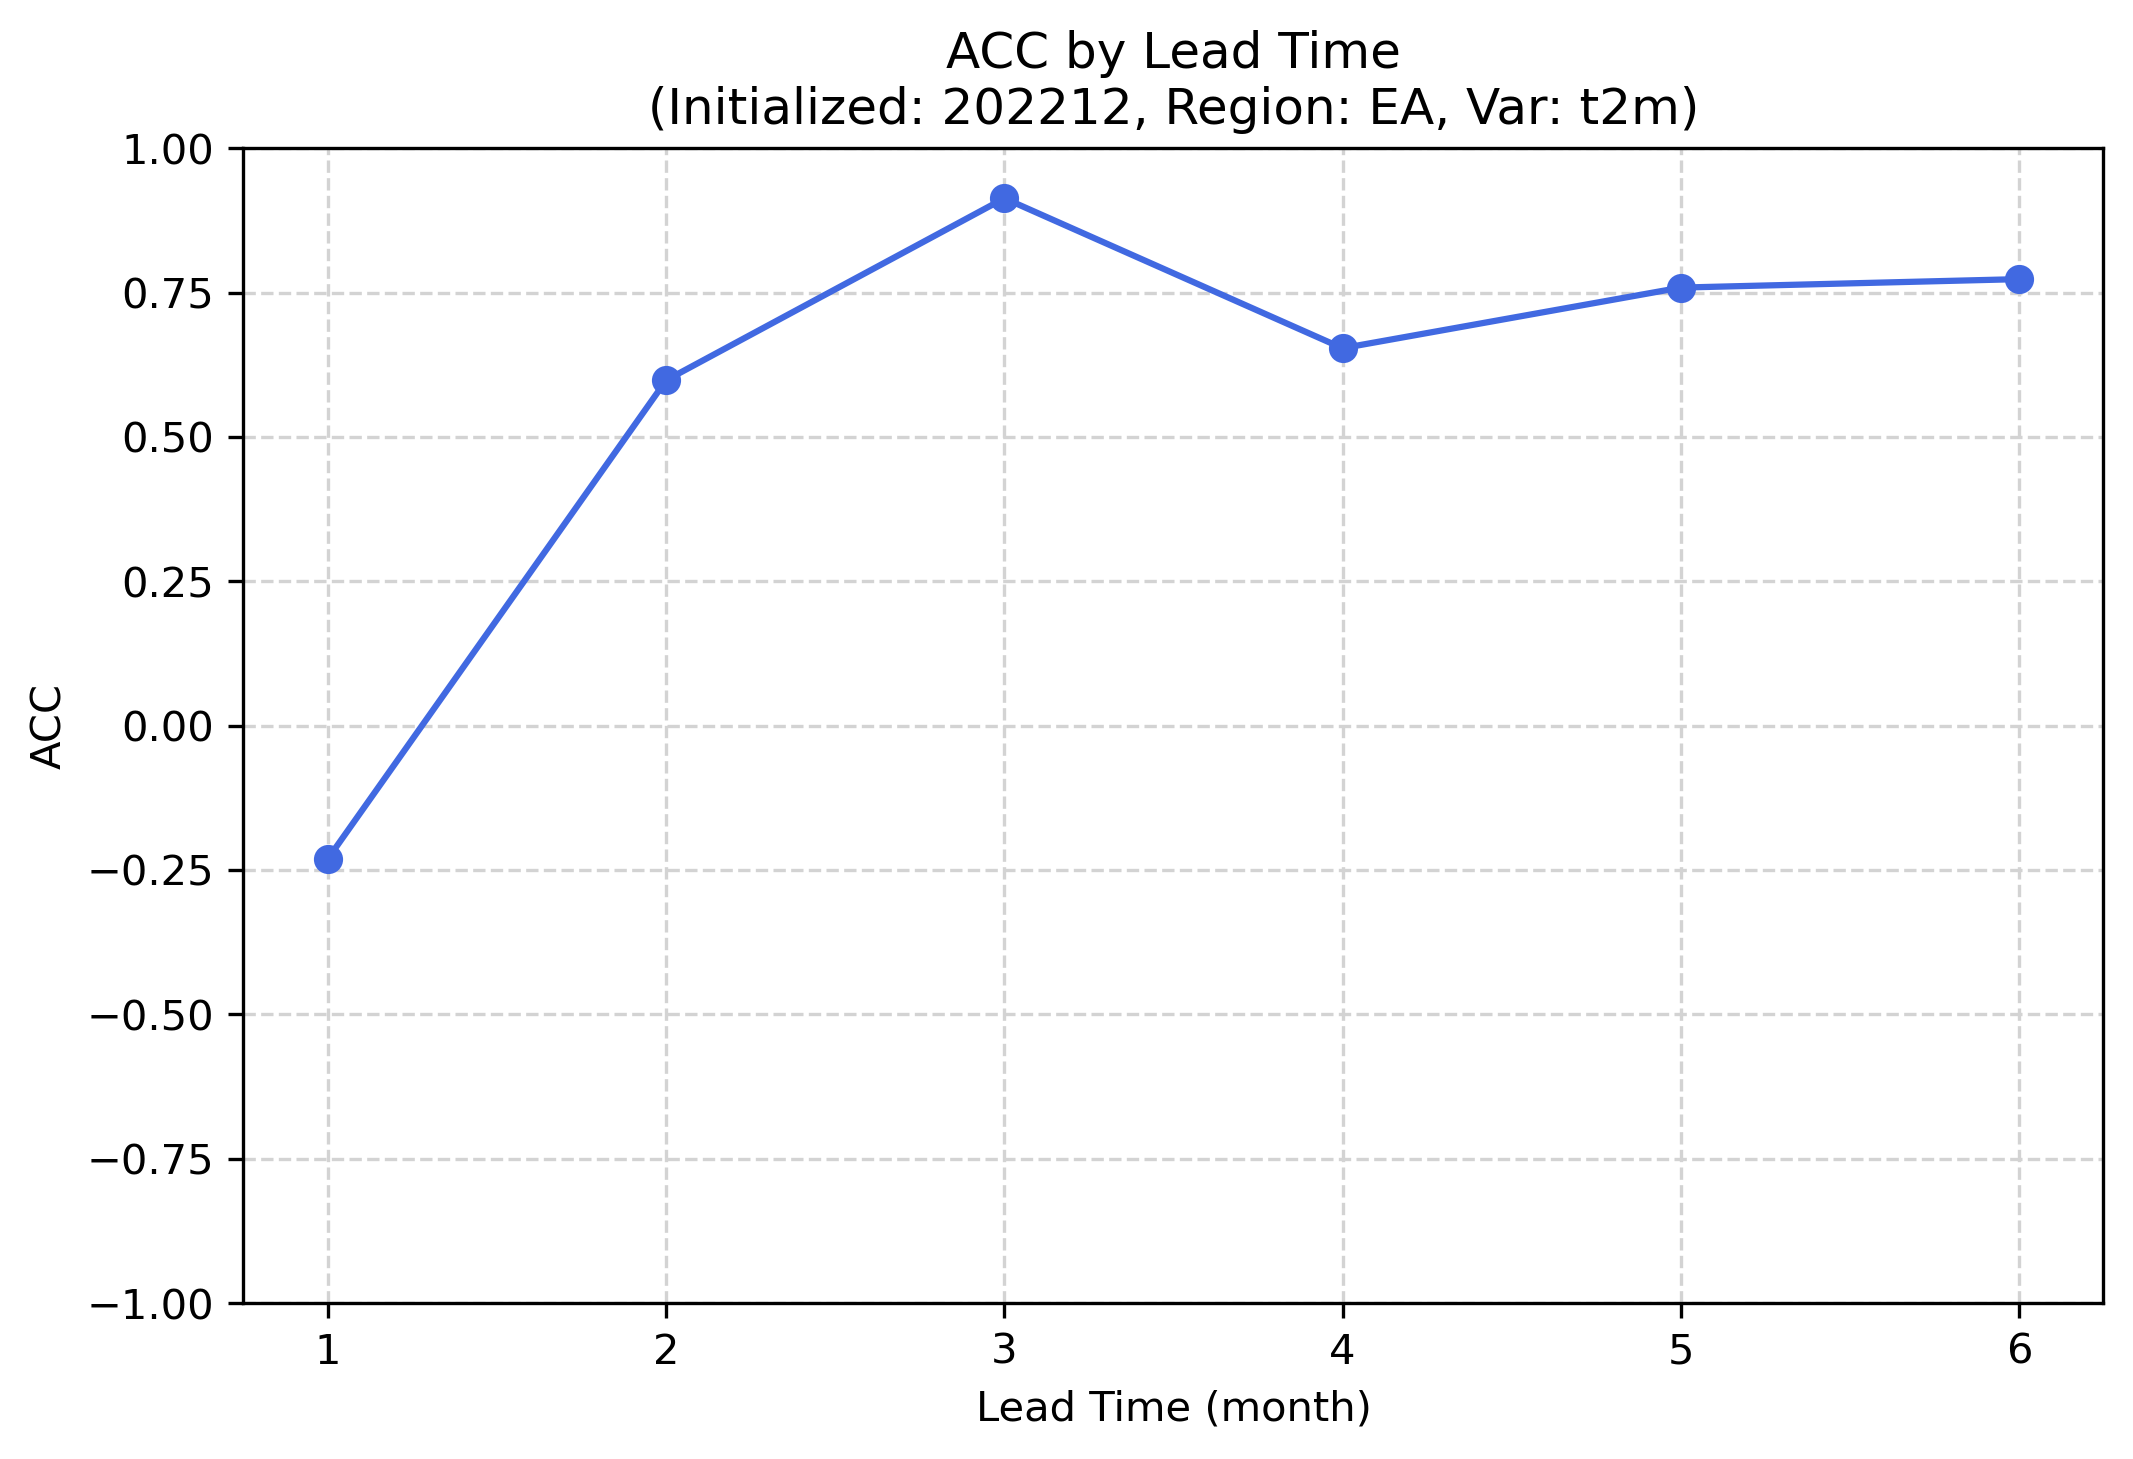 ACC by Lead Time
(Initialized: 202212, Region: EA, Var: t2m)
1.00
0.75
0.50
0.25
0.00
−0.25
−0.50
−0.75
−1.00
ACC
1 2 3 4 5 6
Lead Time (month)